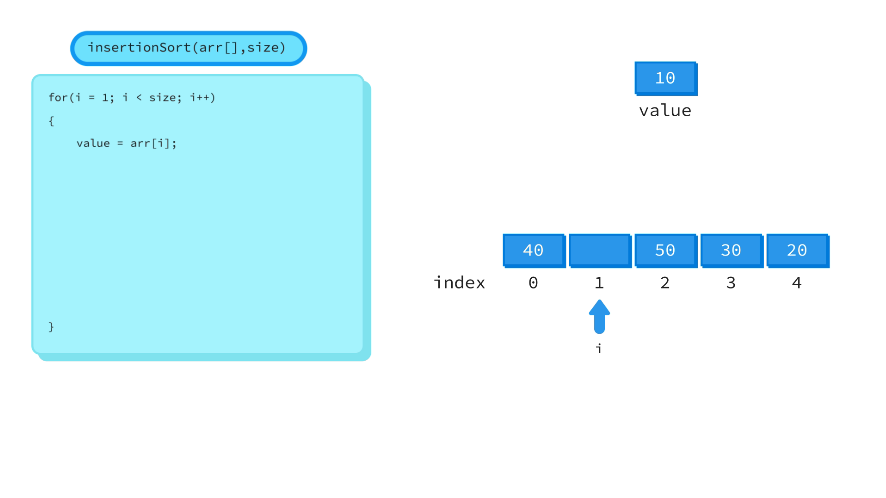 insertionSort(arr[],size)
for(i = 1; i < size; i++)
{
value = arr[i];
}
10
value
40 50 30 20
index 0 1 2 3 4
i